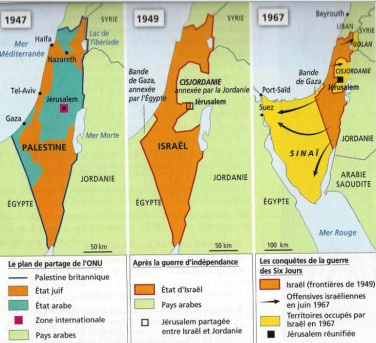 1947
SYRIE
Lac de
Tibériade
Mer
Méditerranée
Haïfa
Nazareth
Tel-Aviv
Jérusalem
Gaza
Mer Morte
PALESTINE
JORDANIE
ÉGYPTE
50 km
Le plan de partage de l'ONU
Palestine britannique
État juif
État arabe
Zone internationale
Pays arabes
1949
SYRIE
Bande
de Gaza,
annexée
par l'Égypte
CISJORDANIE
annexée par la Jordanie
Jérusalem
ISRAËL
JORDANIE
ÉGYPTE
50 km
Après la guerre d'indépendance
État d'Israël
Pays arabes
Jérusalem partagée
entre Israël et Jordanie
1967
Beyrouth
LIBAN
SYRIE
GOLAN
Bande
de Gaza
CISJORDANIE
Jérusalem
Port-Saïd
Suez
SINAÏ
JORDANIE
ARABIE
SAOUDITE
ÉGYPTE
Mer Rouge
100 km
Les conquêtes de la guerre
des Six Jours
Israël (frontières de 1949)
Offensives israéliennes
en juin 1967
Territoires occupés par
Israël en 1967
Jérusalem réunifiée